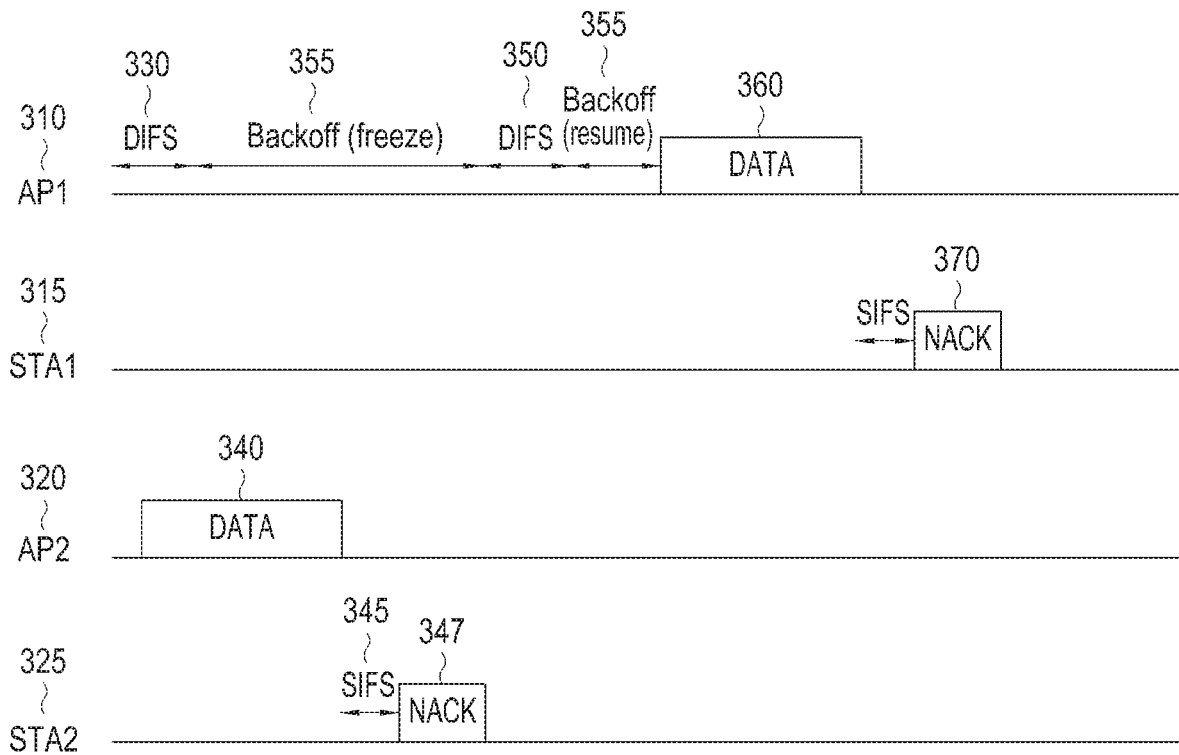 355
330 355 350
Backoff 360
310 DIFS Backoff (freeze) DIFS (resume)
AP1 DATA
370
315 SIFS
STA1 NACK
340
320 DATA
AP2
345 347
325 SIFS NACK
STA2